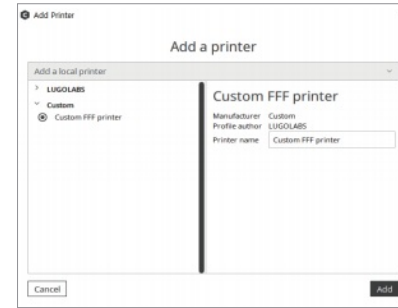 Add Printer
Add a printer
Add a local printer
LUGOLABS
Custom
Custom FFF printer
Custom FFF printer
Manufacturer Custom
Profile author LUGOLABS
Printer name Custom FFF printer
Cancel
Add